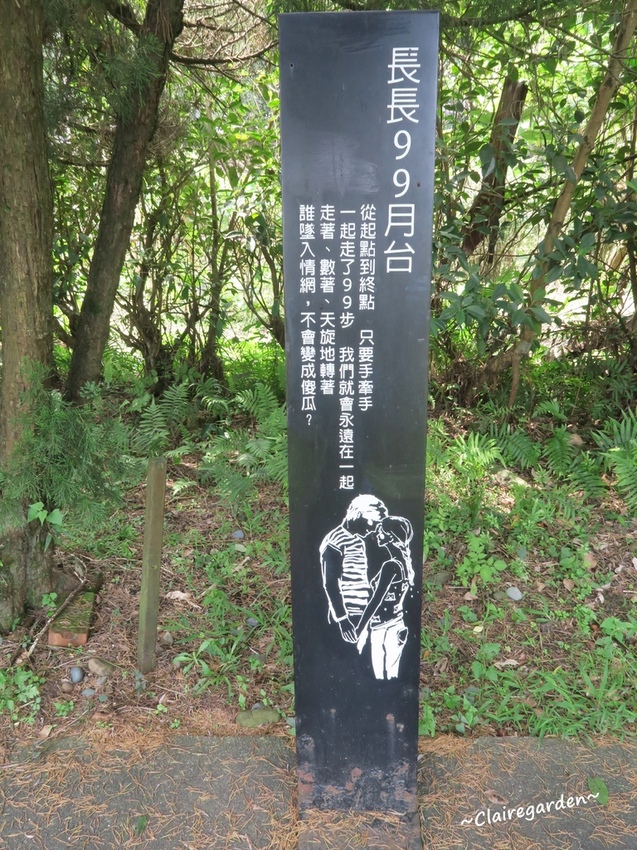 長長99月台
從起點到終點 只要手牽手
一起走了99步 我們就會永遠在一起
走著、數著、天旋地轉著
誰墜入情網，不會變成傻瓜？
~Clairegarden~